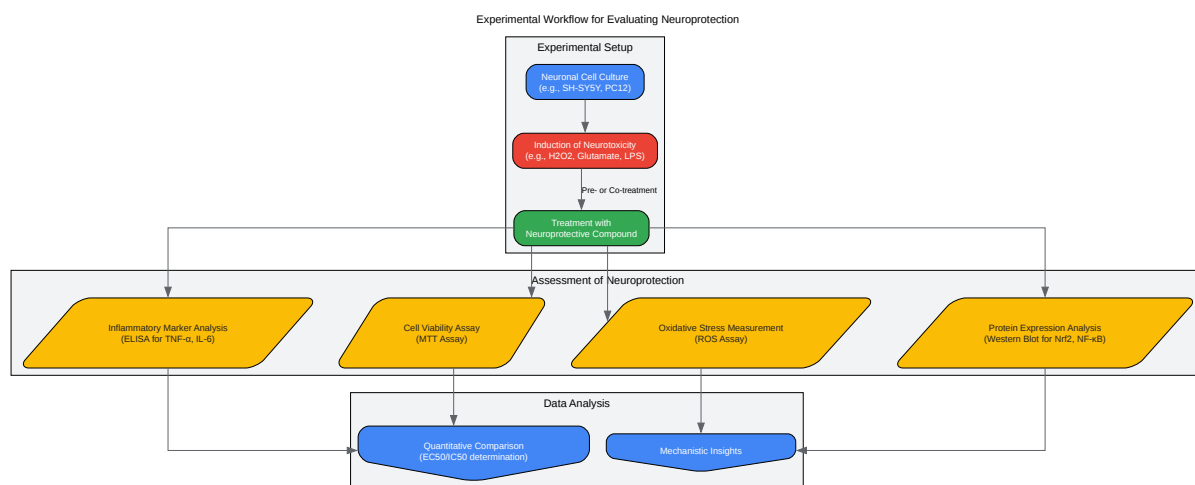 Experimental Workflow for Evaluating Neuroprotection
Experimental Setup
Neuronal Cell Culture
(e.g., SH-SY5Y, PC12)
Induction of Neurotoxicity
(e.g., H2O2, Glutamate, LPS)
Pre- or Co-treatment
Treatment with
Neuroprotective Compound
Assessment of Neuroprotection
Inflammatory Marker Analysis
(ELISA for TNF-α, IL-6)
Cell Viability Assay
(MTT Assay)
Oxidative Stress Measurement
(ROS Assay)
Protein Expression Analysis
(Western Blot for Nrf2, NF-κB)
Data Analysis
Quantitative Comparison
(EC50/IC50 determination)
Mechanistic Insights